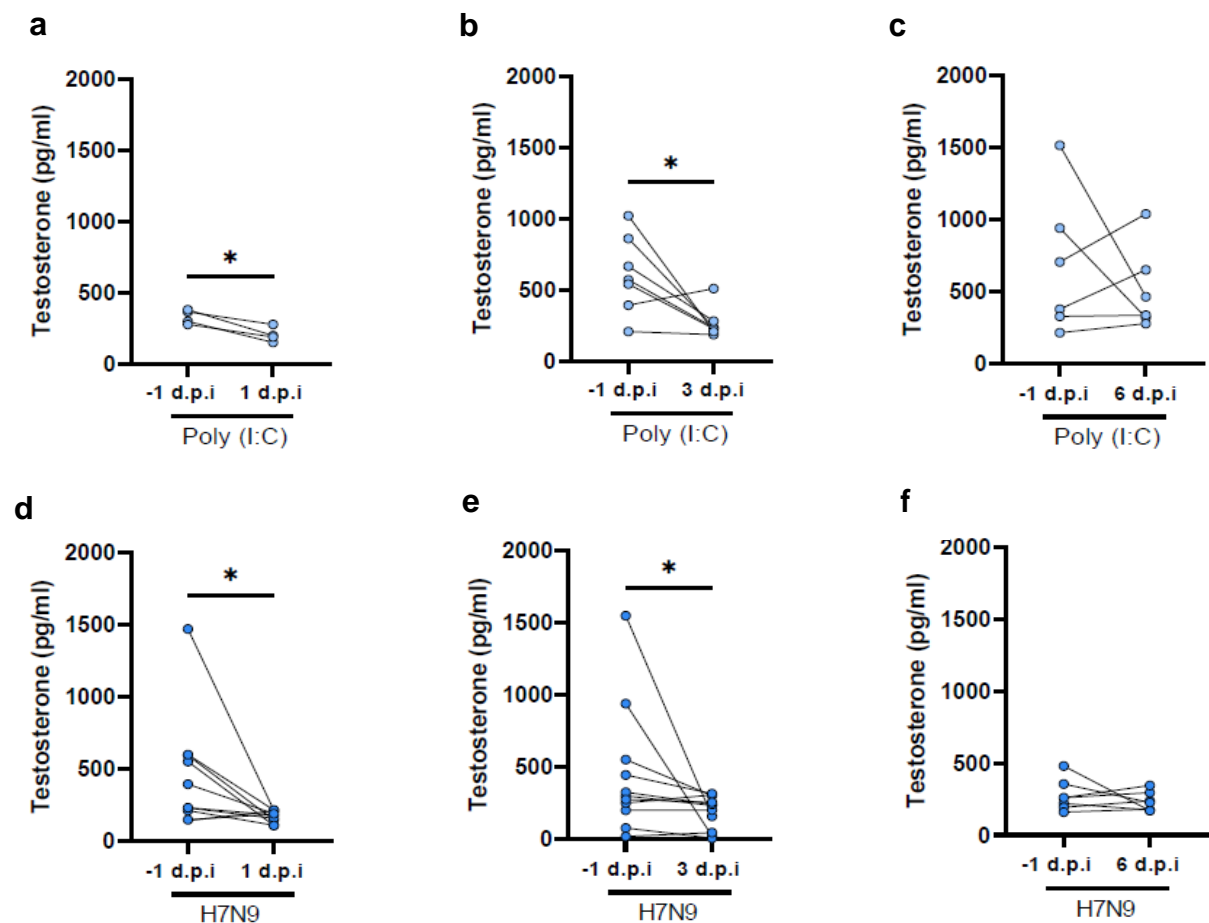 a
b
c
Testosterone (pg/ml)
2000
1500
1000
500
0
*
-1 d.p.i
1 d.p.i
Poly (I:C)
Testosterone (pg/ml)
2000
1500
1000
500
0
*
-1 d.p.i
3 d.p.i
Poly (I:C)
Testosterone (pg/ml)
2000
1500
1000
500
0
-1 d.p.i
6 d.p.i
Poly (I:C)
d
e
f
Testosterone (pg/ml)
2000
1500
1000
500
0
*
-1 d.p.i
1 d.p.i
H7N9
Testosterone (pg/ml)
2000
1500
1000
500
0
*
-1 d.p.i
3 d.p.i
H7N9
Testosterone (pg/ml)
2000
1500
1000
500
0
-1 d.p.i
6 d.p.i
H7N9